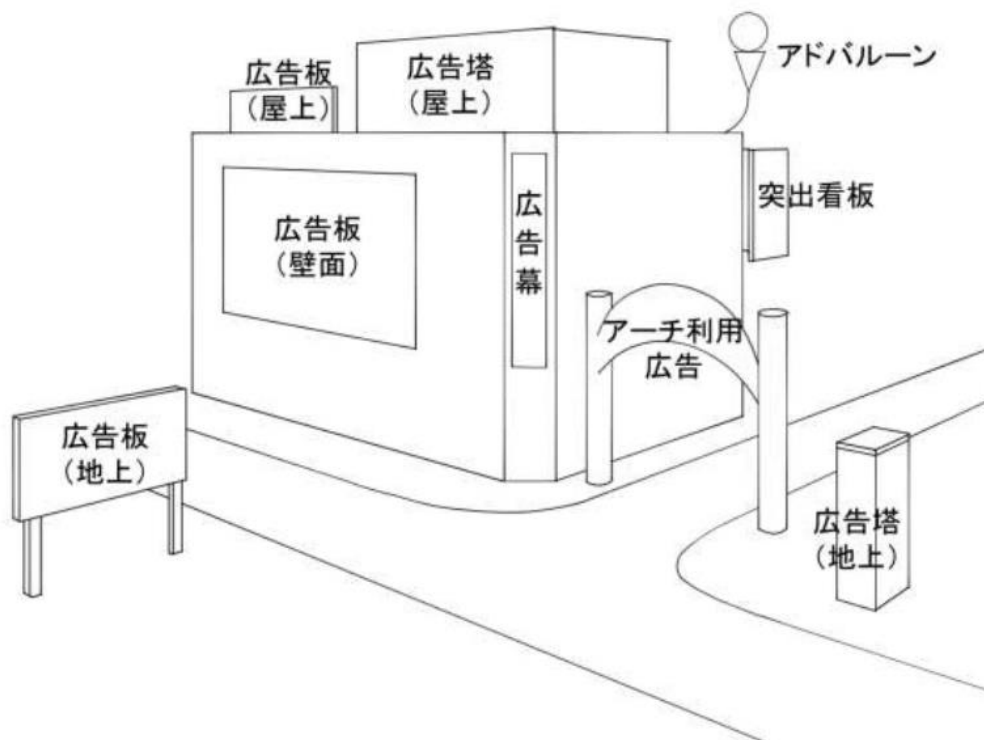 広告板
（屋上）
広告塔
（屋上）
アドバルーン
広告板
（壁面）
広告幕
突出看板
アーチ利用
広告
広告板
（地上）
広告塔
（地上）